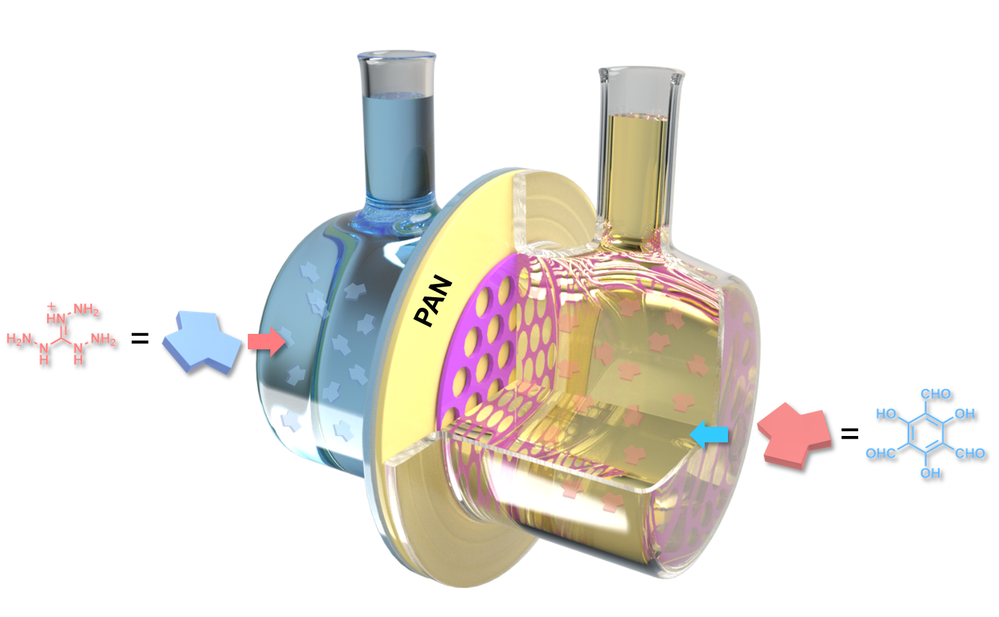 +
HN NH₂
H₂N N N NH₂
H H
=
PAN
=
CHO
HO OH
OHC CHO
OH